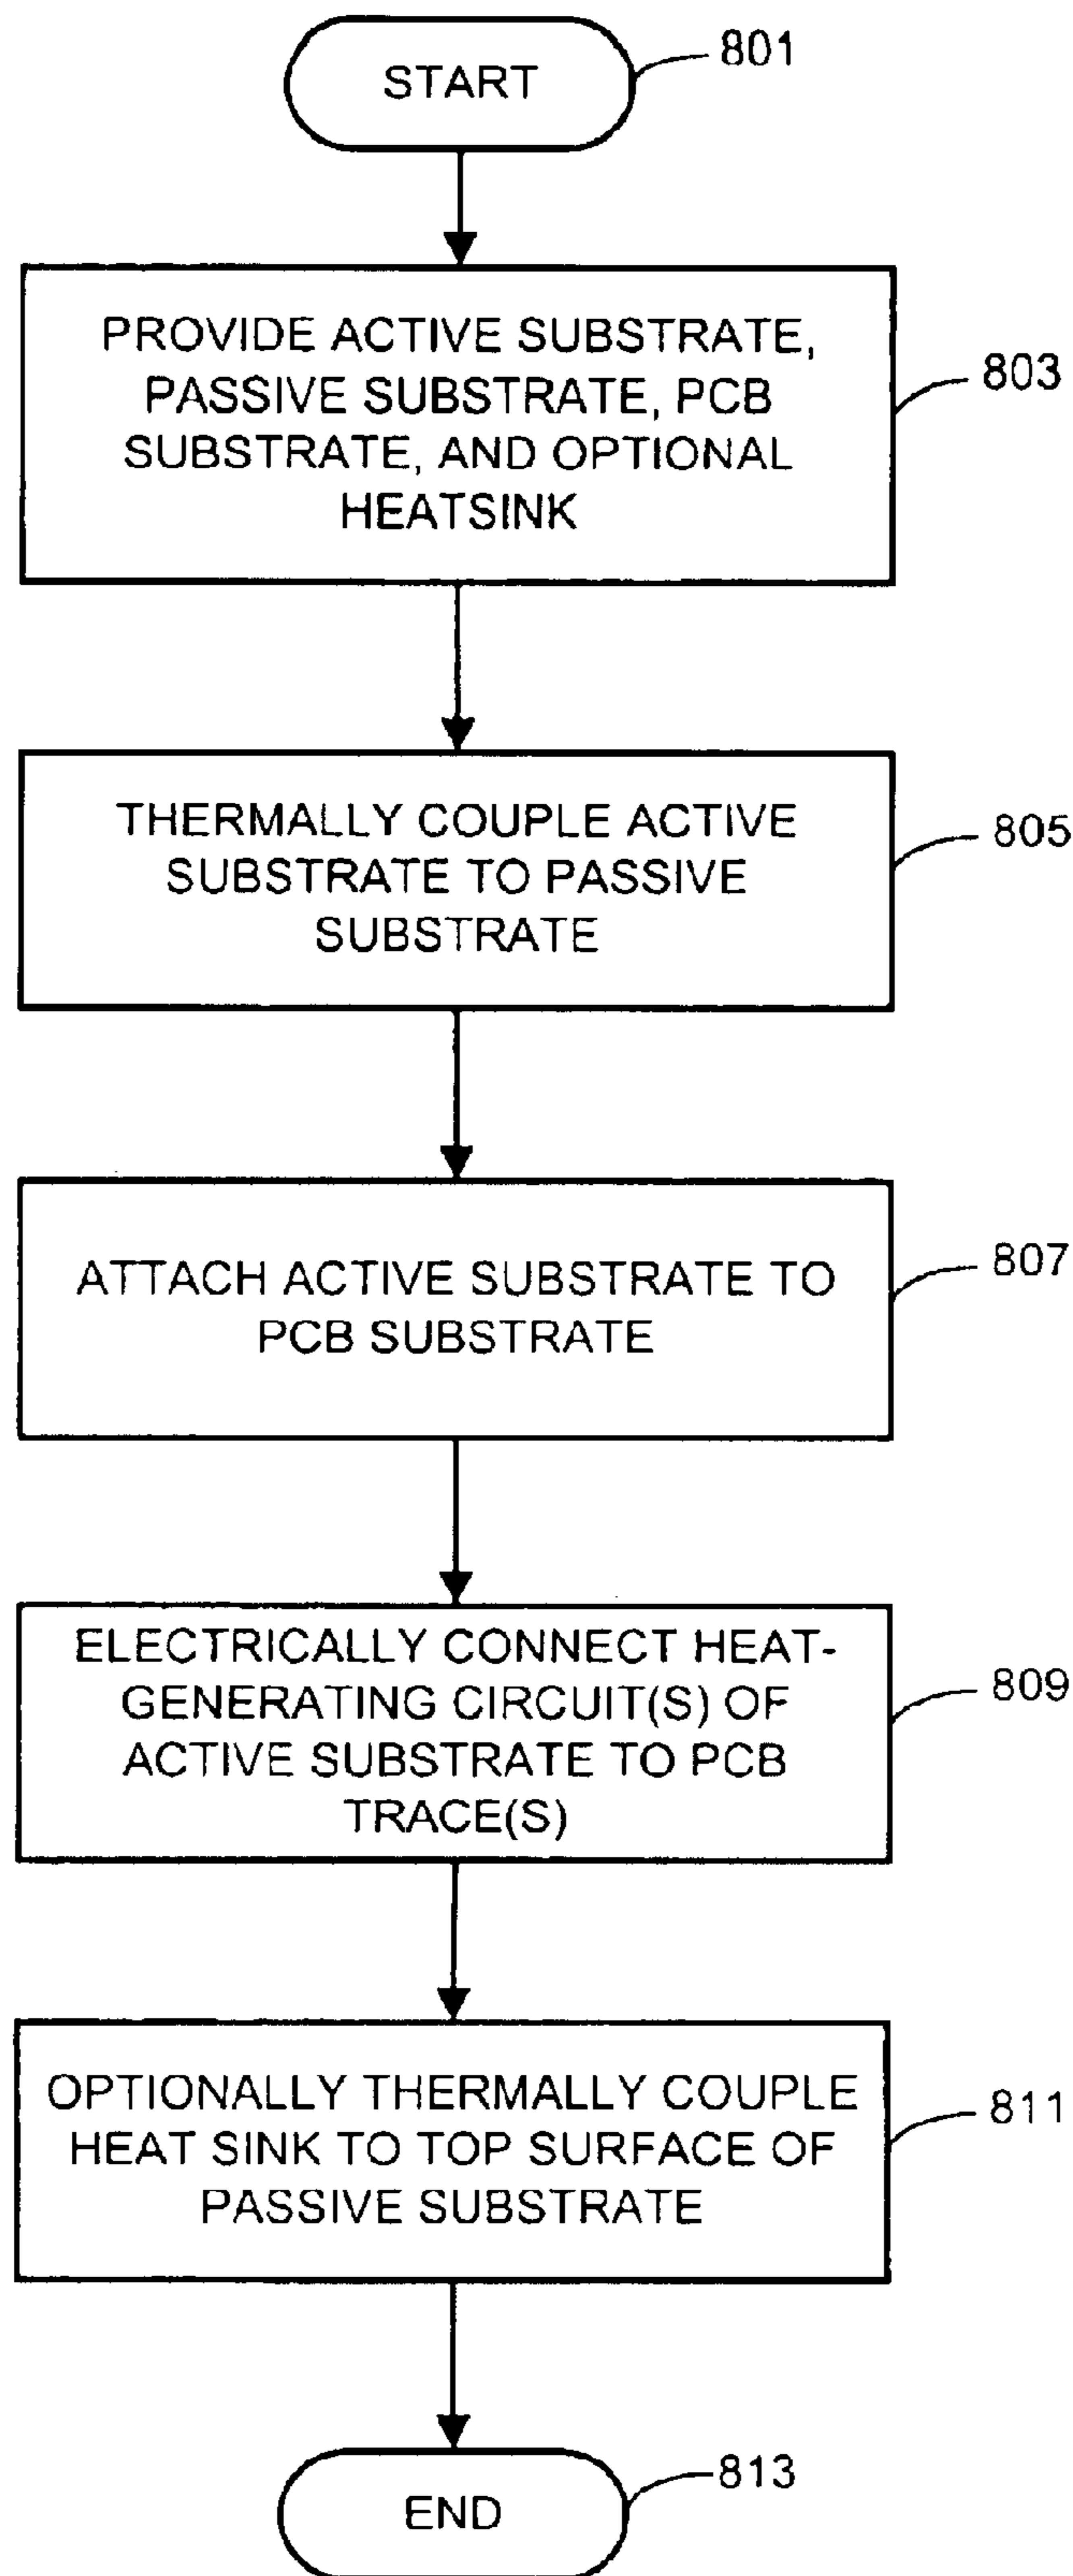 START
801
PROVIDE ACTIVE SUBSTRATE,
PASSIVE SUBSTRATE, PCB
SUBSTRATE, AND OPTIONAL
HEATSINK
803
THERMALLY COUPLE ACTIVE
SUBSTRATE TO PASSIVE
SUBSTRATE
805
ATTACH ACTIVE SUBSTRATE TO
PCB SUBSTRATE
807
ELECTRICALLY CONNECT HEAT-
GENERATING CIRCUIT(S) OF
ACTIVE SUBSTRATE TO PCB
TRACE(S)
809
OPTIONALLY THERMALLY COUPLE
HEAT SINK TO TOP SURFACE OF
PASSIVE SUBSTRATE
811
END
813